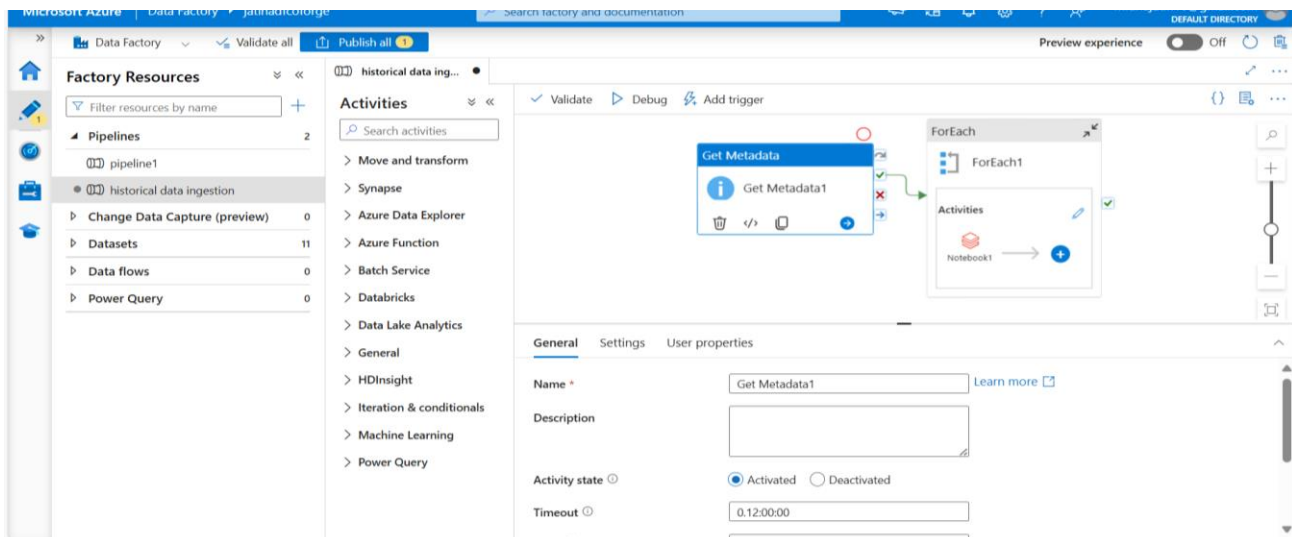 Microsoft Azure | Data Factory ▸ jatinadfcoforge
Search factory and documentation
DEFAULT DIRECTORY
Data Factory
Validate all
Publish all 1
Preview experience
Off
Factory Resources
Filter resources by name
Pipelines 2
pipeline1
historical data ingestion
Change Data Capture (preview) 0
Datasets 11
Data flows 0
Power Query 0
historical data ing...
Activities
Search activities
Move and transform
Synapse
Azure Data Explorer
Azure Function
Batch Service
Databricks
Data Lake Analytics
General
HDInsight
Iteration & conditionals
Machine Learning
Power Query
Validate
Debug
Add trigger
Get Metadata
Get Metadata1
ForEach
ForEach1
Activities
Notebook1
General
Settings
User properties
Name *
Get Metadata1
Learn more
Description
Activity state
Activated
Deactivated
Timeout
0.12:00:00